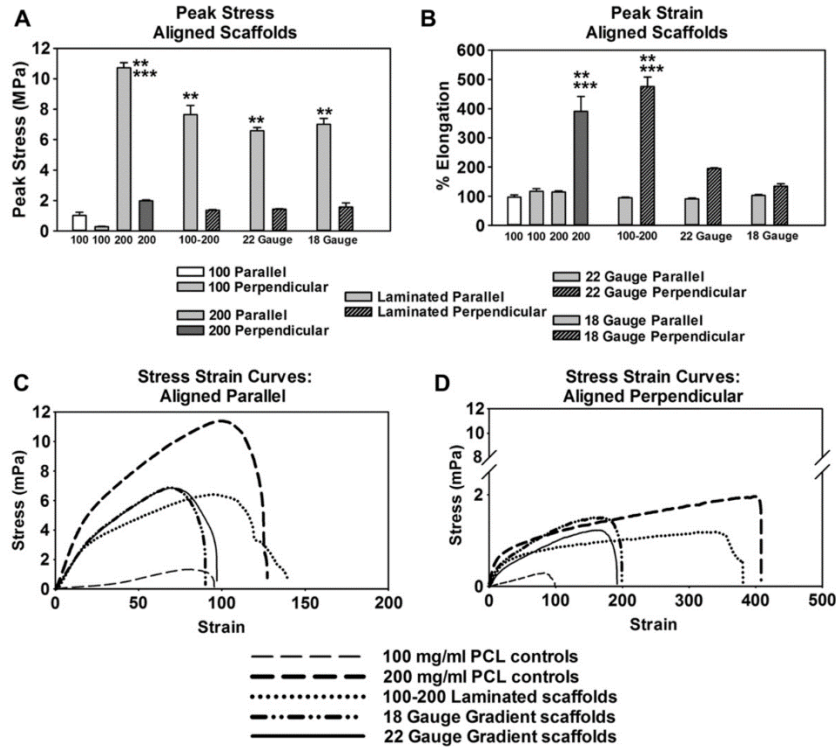 A
Peak Stress
Aligned Scaffolds
Peak Stress (MPa)
12
10
8
6
4
2
0
**
***
**
**
**
100 100 200 200 100-200 22 Gauge 18 Gauge
B
Peak Strain
Aligned Scaffolds
% Elongation
600
500
400
300
200
100
0
**
***
**
***
100 100 200 200 100-200 22 Gauge 18 Gauge
100 Parallel
100 Perpendicular
200 Parallel
200 Perpendicular
Laminated Parallel
Laminated Perpendicular
22 Gauge Parallel
22 Gauge Perpendicular
18 Gauge Parallel
18 Gauge Perpendicular
C
Stress Strain Curves:
Aligned Parallel
Stress (mPa)
12
10
8
6
4
2
0
0 50 100 150 200
Strain
D
Stress Strain Curves:
Aligned Perpendicular
Stress (mPa)
12
2
0
0 100 200 300 400 500
Strain
100 mg/ml PCL controls
200 mg/ml PCL controls
100-200 Laminated scaffolds
18 Gauge Gradient scaffolds
22 Gauge Gradient scaffolds